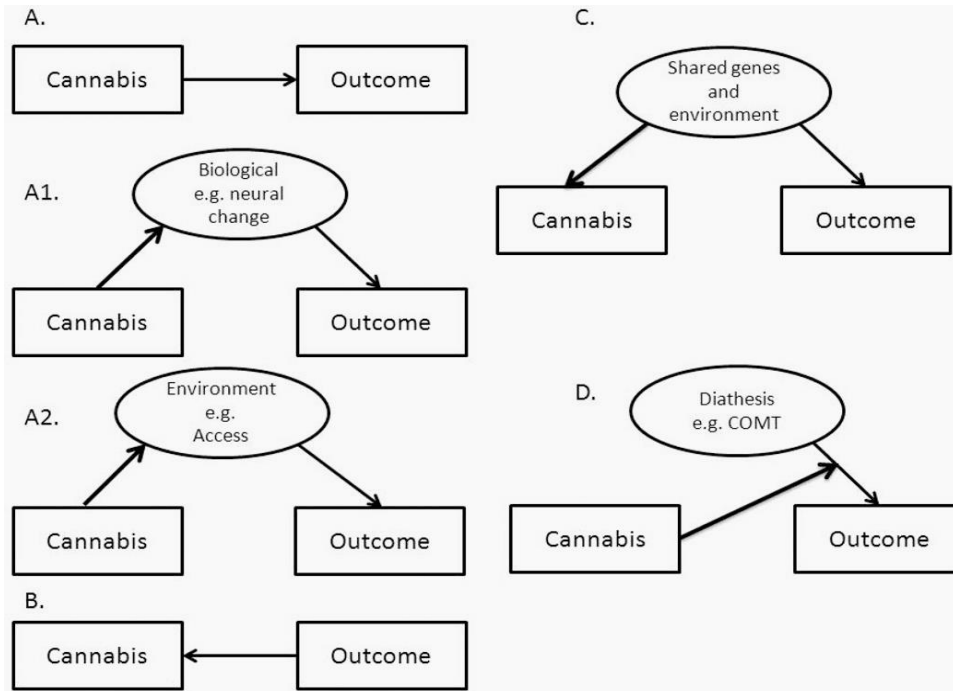 A.
Cannabis
Outcome
A1.
Biological
e.g. neural
change
Cannabis
Outcome
A2.
Environment
e.g.
Access
Cannabis
Outcome
B.
Cannabis
Outcome
C.
Shared genes
and
environment
Cannabis
Outcome
D.
Diathesis
e.g. COMT
Cannabis
Outcome